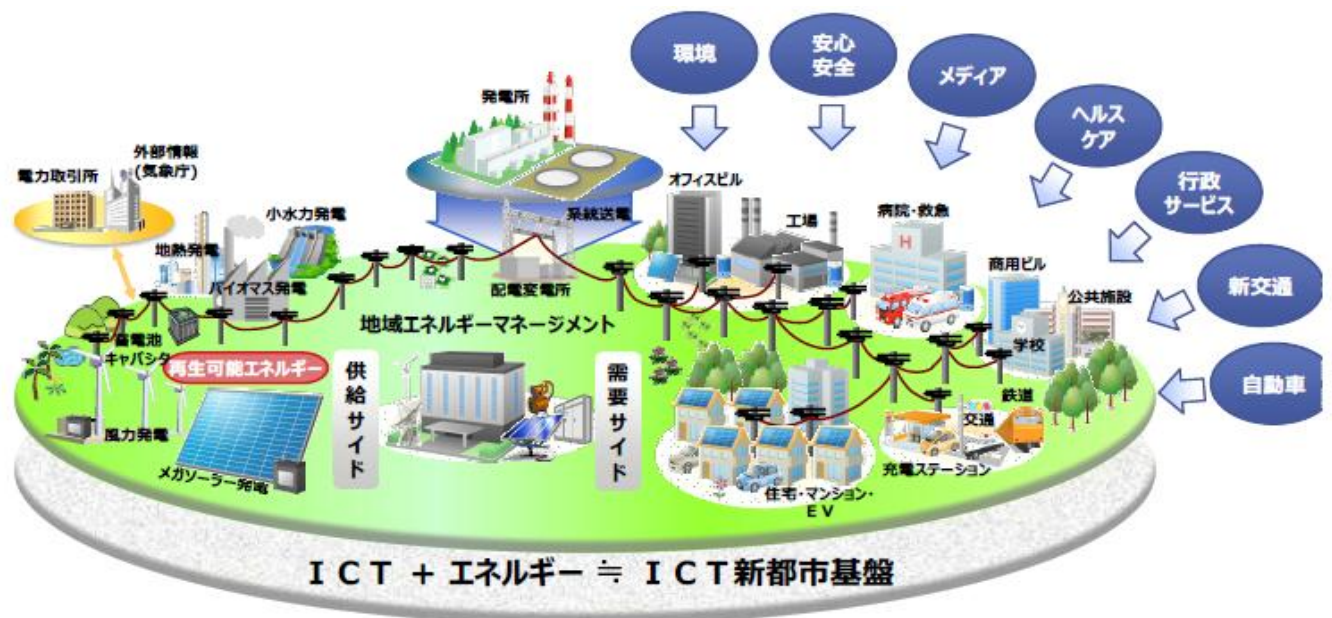 環境
安心
安全
メディア
ヘルス
ケア
行政
サービス
新交通
自動車
発電所
外部情報
(気象庁)
電力取引所
小水力発電
地熱発電
バイオマス発電
系統送電
配電変電所
オフィスビル
工場
病院・救急
H
商用ビル
公共施設
学校
地域エネルギーマネージメント
蓄電池
キャパシタ
再生可能エネルギー
供給サイド
需要サイド
風力発電
メガソーラー発電
鉄道
交通
充電ステーション
住宅・マンション・
EV
ICT + エネルギー ≒ ICT新都市基盤